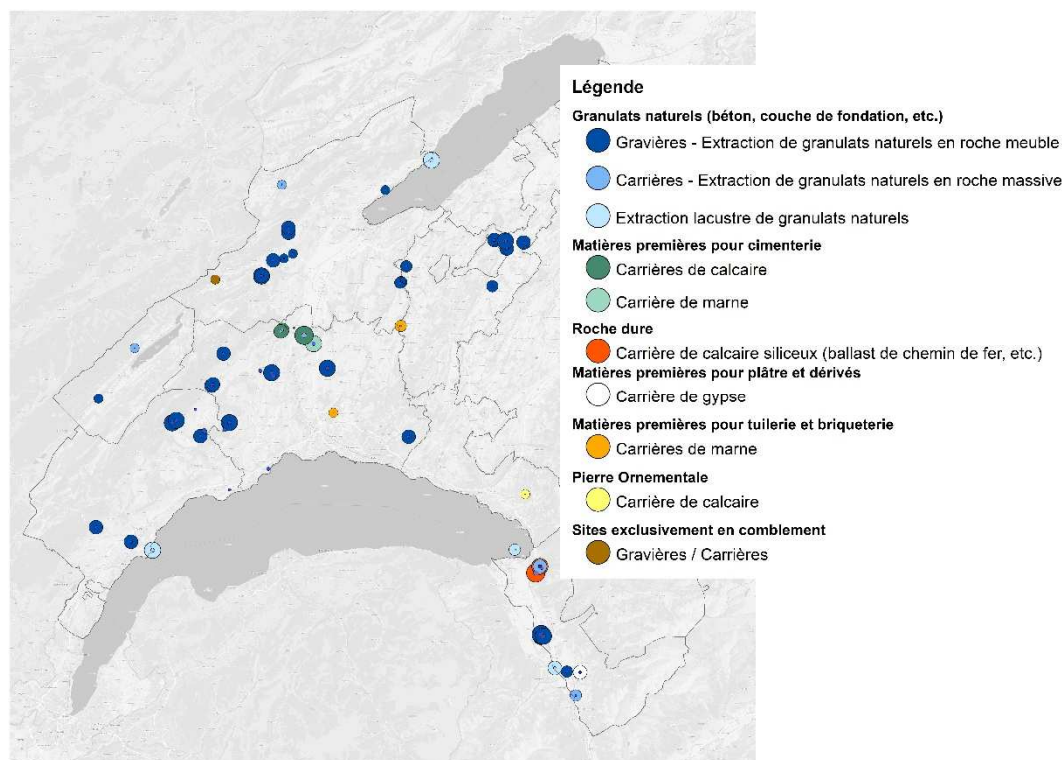 Légende
Granulats naturels (béton, couche de fondation, etc.)
Gravières - Extraction de granulats naturels en roche meuble
Carrières - Extraction de granulats naturels en roche massive
Extraction lacustre de granulats naturels
Matières premières pour cimenterie
Carrières de calcaire
Carrière de marne
Roche dure
Carrière de calcaire siliceux (ballast de chemin de fer, etc.)
Matières premières pour plâtre et dérivés
Carrière de gypse
Matières premières pour tuilerie et briqueterie
Carrières de marne
Pierre Ornementale
Carrière de calcaire
Sites exclusivement en comblement
Gravières / Carrières